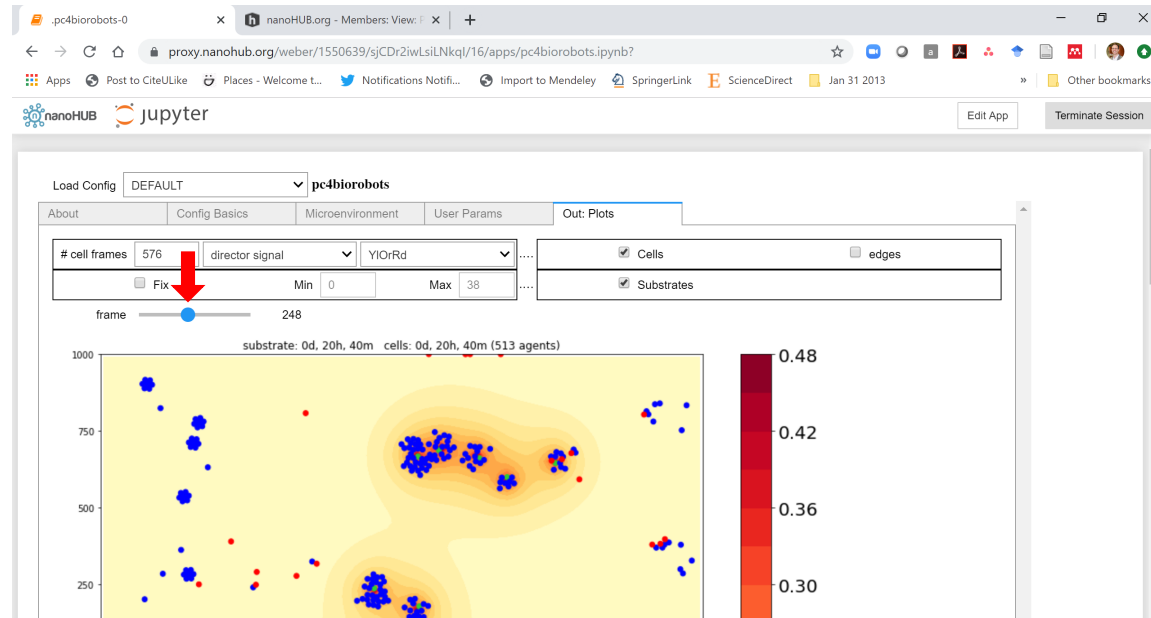 .pc4biorobots-0
nanoHUB.org - Members: View: P
proxy.nanohub.org/weber/1550639/sjCDr2iwLsiLNkqI/16/apps/pc4biorobots.ipynb?
Apps Post to CiteULike Places - Welcome t... Notifications Notifi... Import to Mendeley SpringerLink ScienceDirect Jan 31 2013 » Other bookmarks
nanoHUB jupyter Edit App Terminate Session
Load Config DEFAULT pc4biorobots
About Config Basics Microenvironment User Params Out: Plots
# cell frames 576 director signal YlOrRd .... Cells edges
Fix Min 0 Max 38 .... Substrates
frame 248
substrate: 0d, 20h, 40m cells: 0d, 20h, 40m (513 agents)
1000
750
500
250
0.48
0.42
0.36
0.30